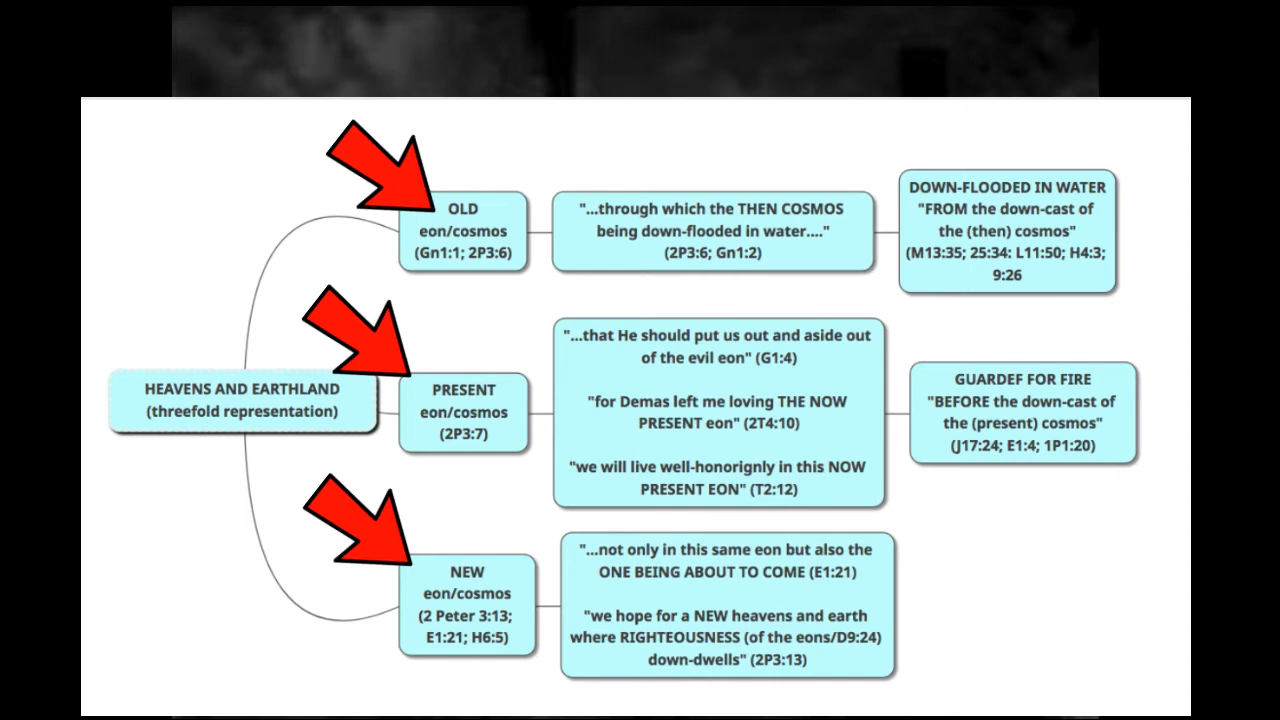 HEAVENS AND EARTHLAND
(threefold representation)
OLD
eon/cosmos
(Gn1:1; 2P3:6)
"...through which the THEN COSMOS
being down-flooded in water...."
(2P3:6; Gn1:2)
DOWN-FLOODED IN WATER
"FROM the down-cast of
the (then) cosmos"
(M13:35; 25:34: L11:50; H4:3;
9:26
PRESENT
eon/cosmos
(2P3:7)
"...that He should put us out and aside out
of the evil eon" (G1:4)
"for Demas left me loving THE NOW
PRESENT eon" (2T4:10)
"we will live well-honorignly in this NOW
PRESENT EON" (T2:12)
GUARDEF FOR FIRE
"BEFORE the down-cast of
the (present) cosmos"
(J17:24; E1:4; 1P1:20)
NEW
eon/cosmos
(2 Peter 3:13;
E1:21; H6:5)
"...not only in this same eon but also the
ONE BEING ABOUT TO COME (E1:21)
"we hope for a NEW heavens and earth
where RIGHTEOUSNESS (of the eons/D9:24)
down-dwells" (2P3:13)